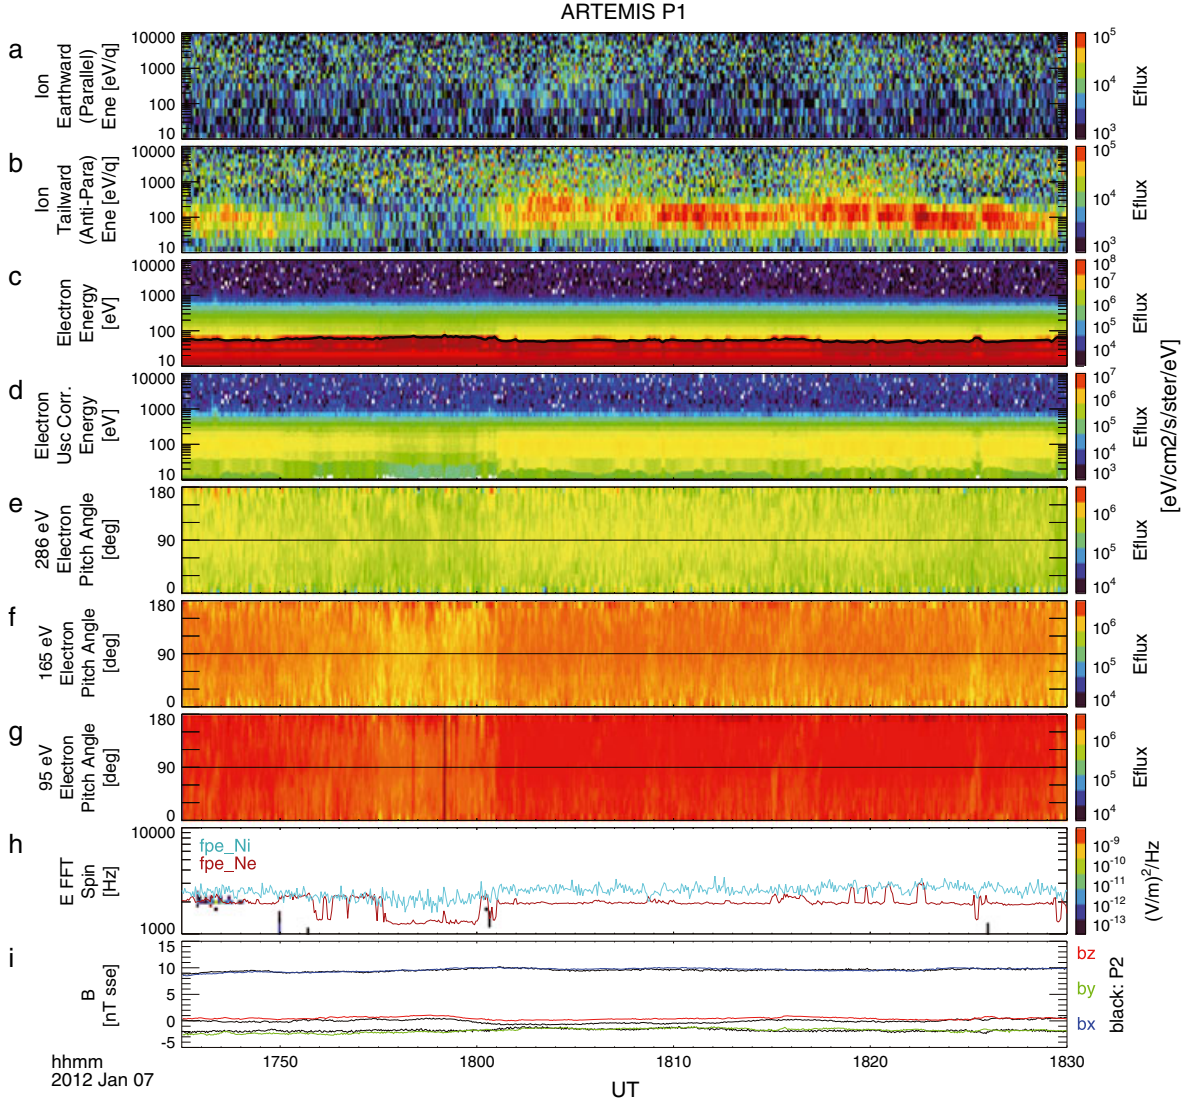 ARTEMIS P1
a
Ion
Earthward
(Parallel)
Ene [eV/q]
10000
1000
100
10
10^5
10^4
10^3
Eflux
b
Ion
Tailward
(Anti-Para)
Ene [eV/q]
10000
1000
100
10
10^5
10^4
10^3
Eflux
c
Electron
Energy
[eV]
10000
1000
100
10
10^8
10^7
10^6
10^5
10^4
Eflux
d
Electron
Usc Corr.
Energy
[eV]
10000
1000
100
10
10^7
10^6
10^5
10^4
10^3
Eflux
[eV/cm2/s/ster/eV]
e
286 eV
Electron
Pitch Angle
[deg]
180
90
0
10^6
10^5
10^4
Eflux
f
165 eV
Electron
Pitch Angle
[deg]
180
90
0
10^6
10^5
10^4
Eflux
g
95 eV
Electron
Pitch Angle
[deg]
180
90
0
10^6
10^5
10^4
Eflux
h
E FFT
Spin
[Hz]
10000
1000
fpe_Ni
fpe_Ne
10^-9
10^-10
10^-11
10^-12
10^-13
(V/m)^2/Hz
i
B
[nT sse]
15
10
5
0
-5
bz
by
bx
black: P2
hhmm
2012 Jan 07
1750
1800
1810
1820
1830
UT